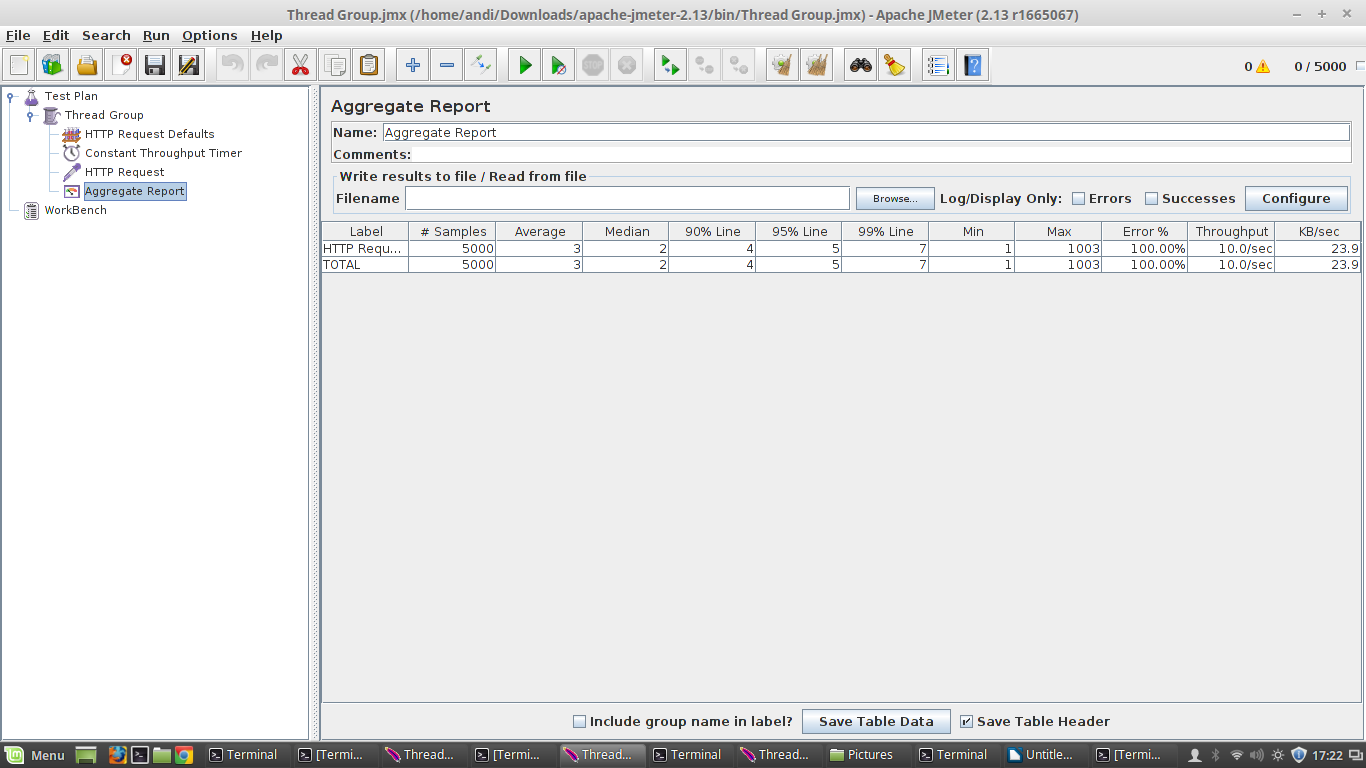 Thread Group.jmx (/home/andi/Downloads/apache-jmeter-2.13/bin/Thread Group.jmx) - Apache JMeter (2.13 r1665067)
File Edit Search Run Options Help
0 0 / 5000
Test Plan
Thread Group
HTTP Request Defaults
Constant Throughput Timer
HTTP Request
Aggregate Report
WorkBench
Aggregate Report
Name: Aggregate Report
Comments:
Write results to file / Read from file
Filename Browse... Log/Display Only: Errors Successes Configure
Label # Samples Average Median 90% Line 95% Line 99% Line Min Max Error % Throughput KB/sec
HTTP Requ... 5000 3 2 4 5 7 1 1003 100.00% 10.0/sec 23.9
TOTAL 5000 3 2 4 5 7 1 1003 100.00% 10.0/sec 23.9
Include group name in label? Save Table Data Save Table Header
Menu Terminal [Termi... Thread... [Termi... Thread... Terminal Thread... Pictures Terminal Untitle... [Termi... 17:22